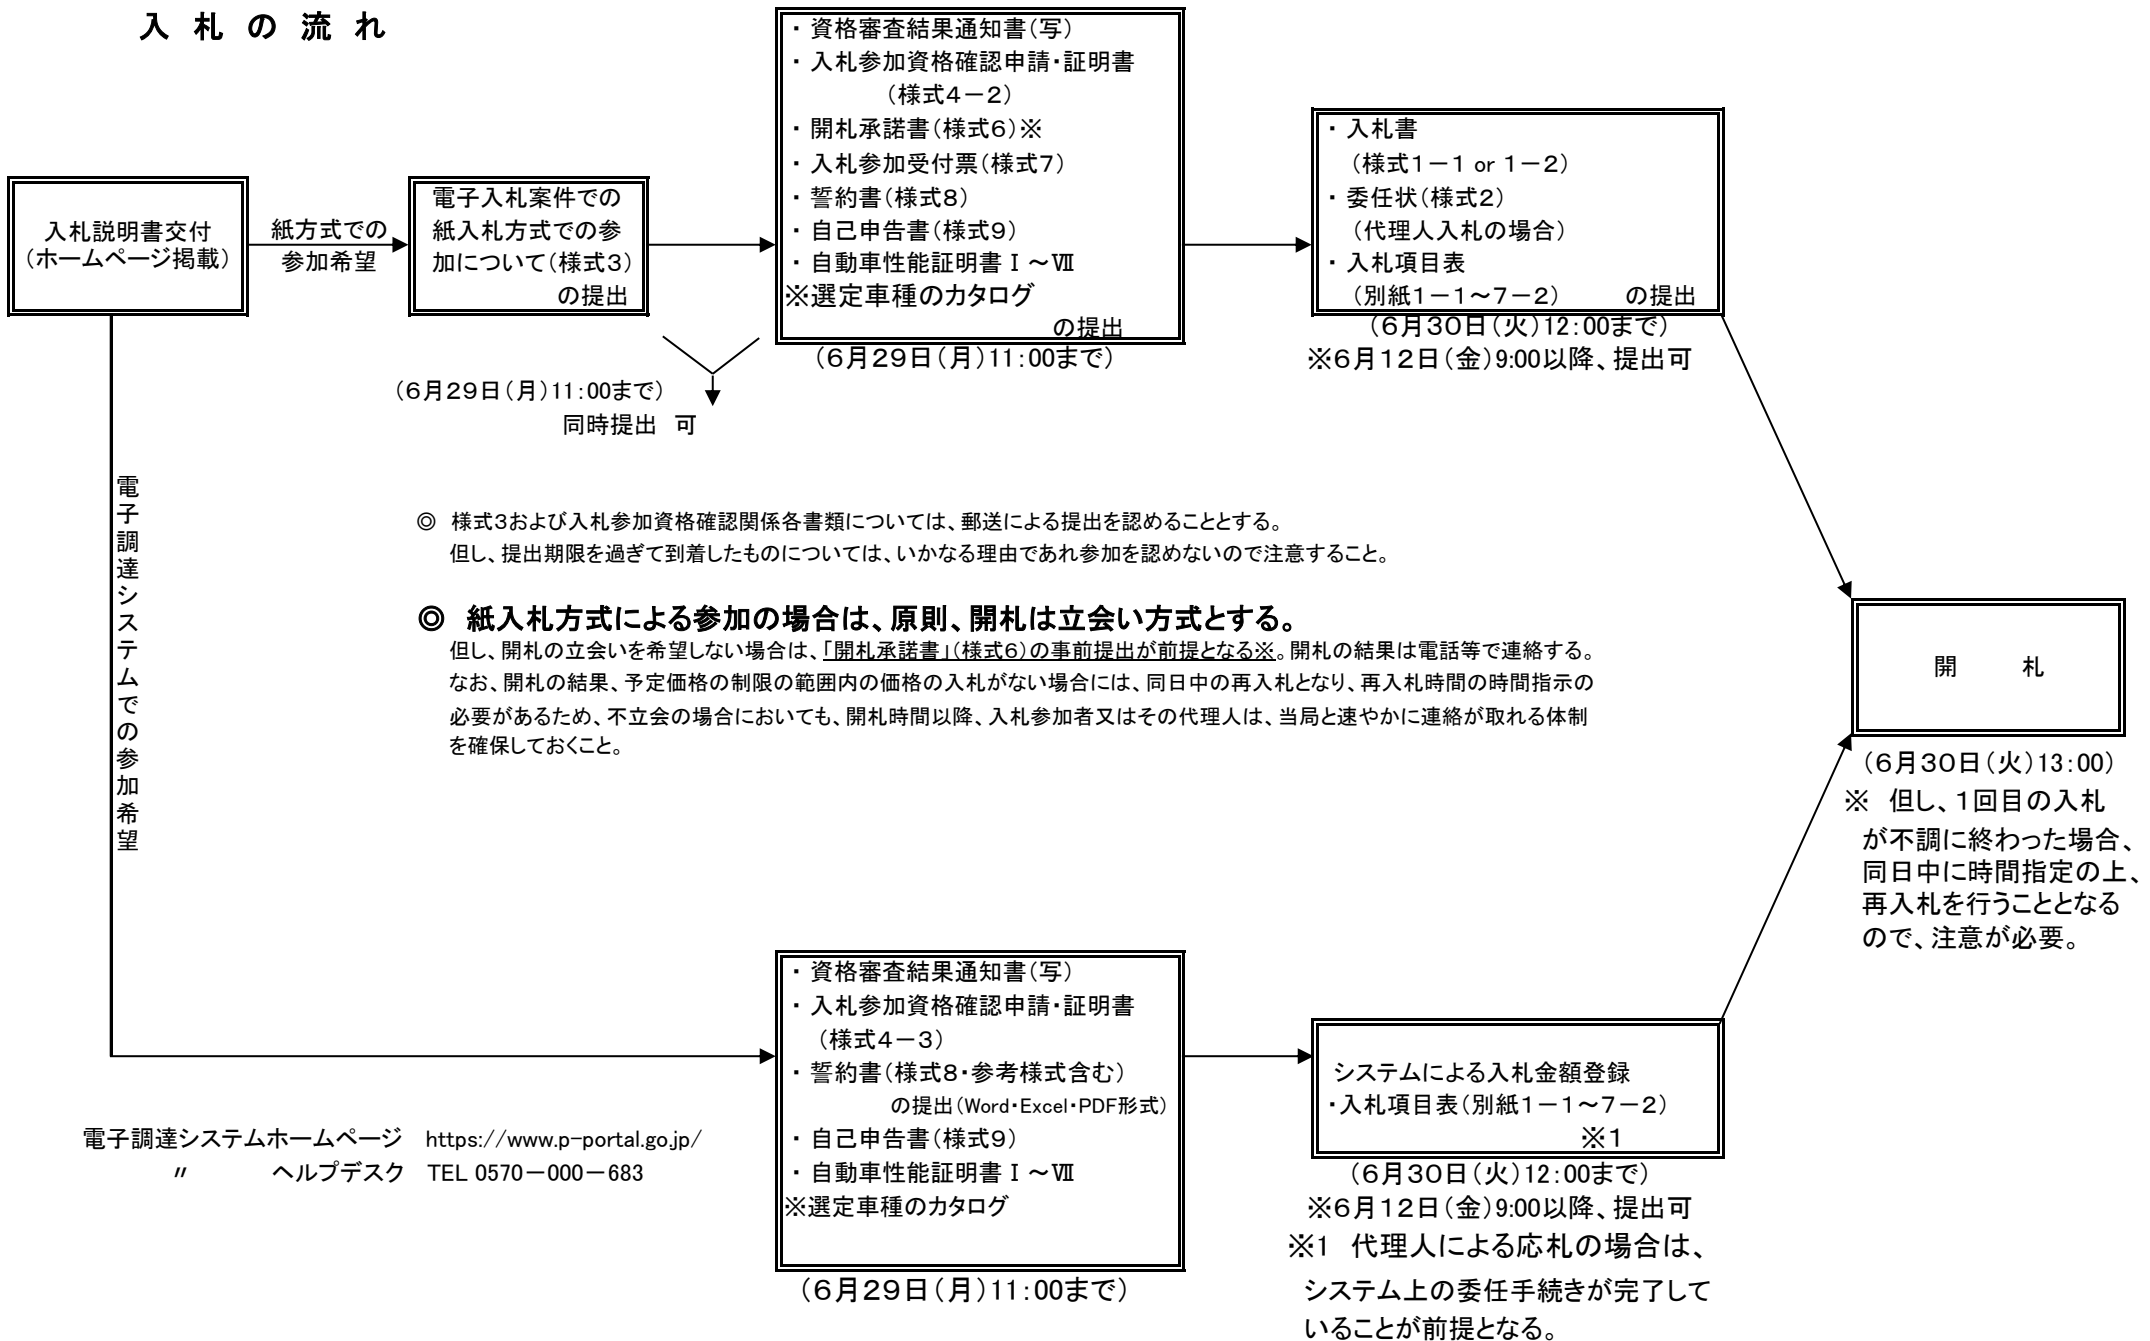 入 札 の 流 れ
入札説明書交付
（ホームページ掲載）
紙方式での
参加希望
電子入札案件での
紙入札方式での参
加について（様式３）
の提出
（６月２９日（月）11：00まで）
同時提出　可
・ 資格審査結果通知書（写）
・ 入札参加資格確認申請・証明書
（様式４－２）
・ 開札承諾書（様式６）※
・ 入札参加受付票（様式７）
・ 誓約書（様式８）
・ 自己申告書（様式９）
・ 自動車性能証明書Ⅰ～Ⅶ
※選定車種のカタログ
の提出
（６月２９日（月）11：00まで）
・ 入札書
（様式１－１ or １－２）
・ 委任状（様式２）
（代理人入札の場合）
・ 入札項目表
（別紙１－１～７－２）　　の提出
（６月３０日（火）12：00まで）
※６月１２日（金）9:00以降、提出可
電子調達システムでの参加希望
◎　様式３および入札参加資格確認関係各書類については、郵送による提出を認めることとする。
但し、提出期限を過ぎて到着したものについては、いかなる理由であれ参加を認めないので注意すること。
◎　紙入札方式による参加の場合は、原則、開札は立会い方式とする。
但し、開札の立会いを希望しない場合は、「開札承諾書」（様式６）の事前提出が前提となる※。開札の結果は電話等で連絡する。
なお、開札の結果、予定価格の制限の範囲内の価格の入札がない場合には、同日中の再入札となり、再入札時間の時間指示の
必要があるため、不立会の場合においても、開札時間以降、入札参加者又はその代理人は、当局と速やかに連絡が取れる体制
を確保しておくこと。
開　　札
（６月３０日（火）13：00）
※　但し、１回目の入札
が不調に終わった場合、
同日中に時間指定の上、
再入札を行うこととなる
ので、注意が必要。
・ 資格審査結果通知書（写）
・ 入札参加資格確認申請・証明書
（様式４－３）
・ 誓約書（様式８・参考様式含む）
の提出（Word・Excel・PDF形式）
・ 自己申告書（様式９）
・ 自動車性能証明書Ⅰ～Ⅶ
※選定車種のカタログ
（６月２９日（月）11：00まで）
システムによる入札金額登録
・入札項目表（別紙１－１～７－２）
※１
（６月３０日（火）12：00まで）
※６月１２日（金）9:00以降、提出可
※1　代理人による応札の場合は、
システム上の委任手続きが完了して
いることが前提となる。
電子調達システムホームページ　https://www.p-portal.go.jp/
〃　　　ヘルプデスク　TEL 0570－000－683